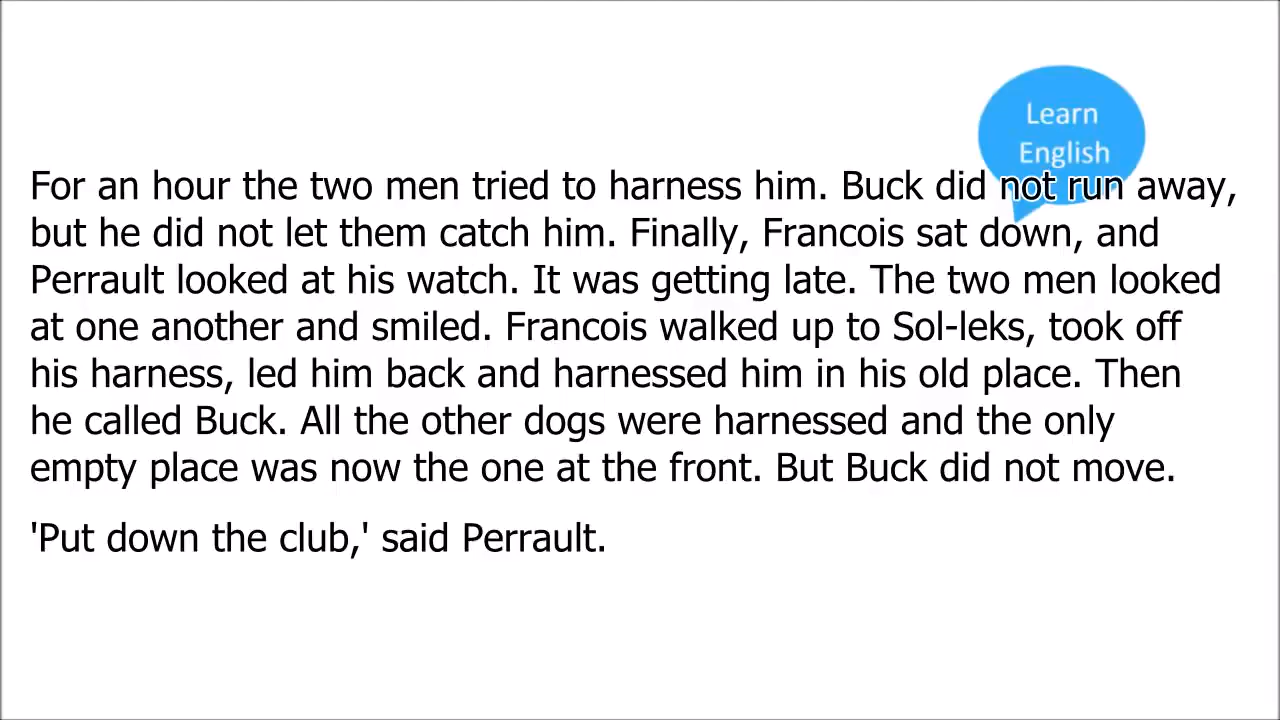 Learn
English
For an hour the two men tried to harness him. Buck did not run away,
but he did not let them catch him. Finally, Francois sat down, and
Perrault looked at his watch. It was getting late. The two men looked
at one another and smiled. Francois walked up to Sol-leks, took off
his harness, led him back and harnessed him in his old place. Then
he called Buck. All the other dogs were harnessed and the only
empty place was now the one at the front. But Buck did not move.
'Put down the club,' said Perrault.